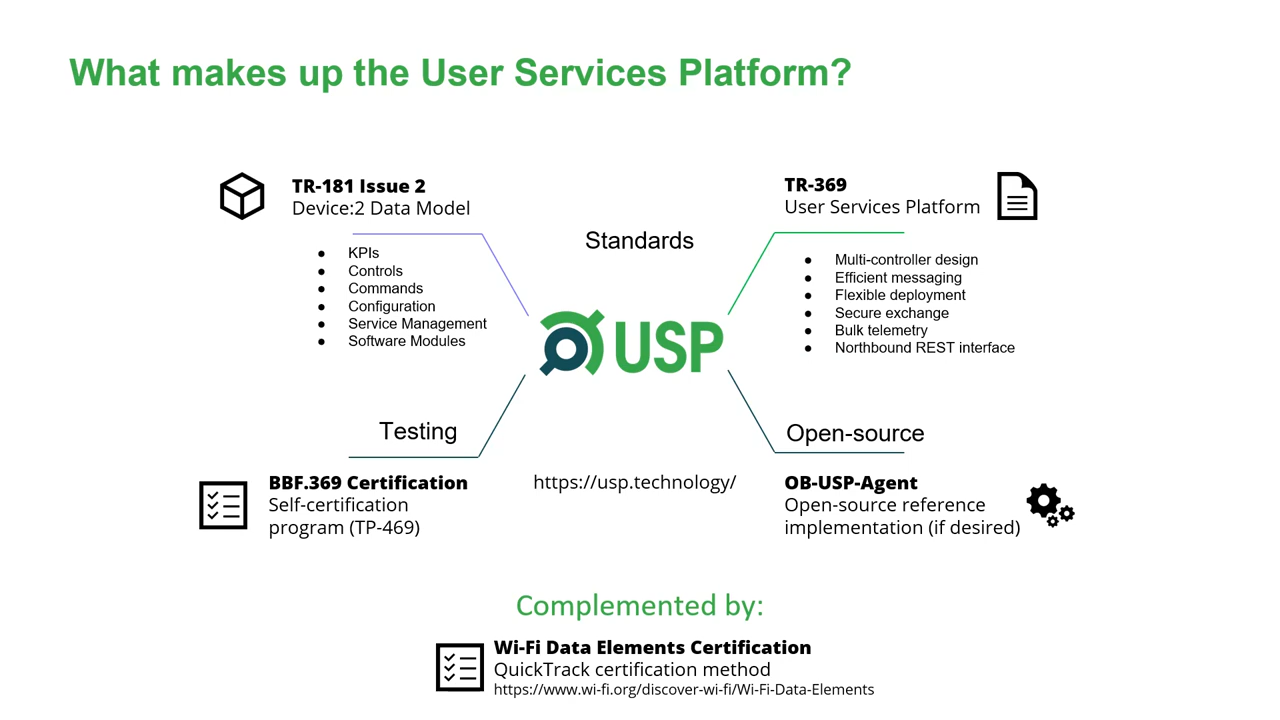 What makes up the User Services Platform?
TR-181 Issue 2
Device:2 Data Model
● KPIs
● Controls
● Commands
● Configuration
● Service Management
● Software Modules
Standards
TR-369
User Services Platform
● Multi-controller design
● Efficient messaging
● Flexible deployment
● Secure exchange
● Bulk telemetry
● Northbound REST interface
USP
Testing
BBF.369 Certification
Self-certification
program (TP-469)
https://usp.technology/
Open-source
OB-USP-Agent
Open-source reference
implementation (if desired)
Complemented by:
Wi-Fi Data Elements Certification
QuickTrack certification method
https://www.wi-fi.org/discover-wi-fi/Wi-Fi-Data-Elements